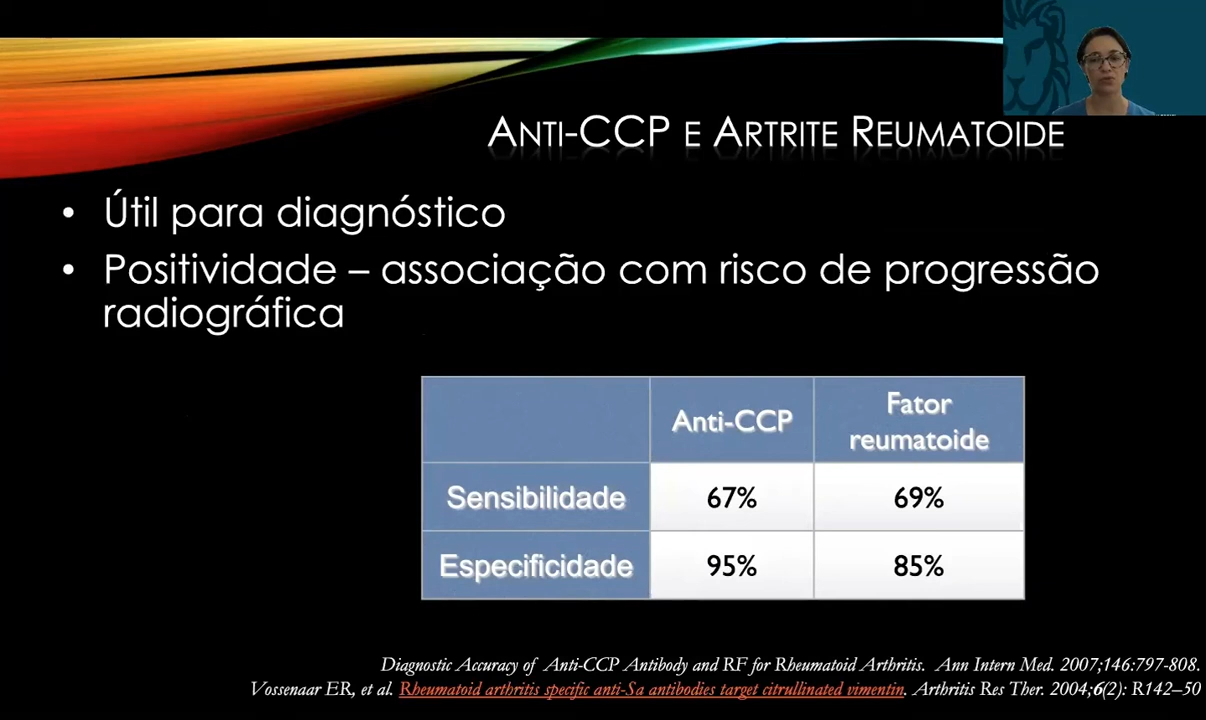 ANTI-CCP E ARTRITE REUMATOIDE
• Útil para diagnóstico
• Positividade – associação com risco de progressão
radiográfica
Anti-CCP
Fator
reumatoide
Sensibilidade 67% 69%
Especificidade 95% 85%
Diagnostic Accuracy of Anti-CCP Antibody and RF for Rheumatoid Arthritis. Ann Intern Med. 2007;146:797-808.
Vossenaar ER, et al. Rheumatoid arthritis specific anti-Sa antibodies target citrullinated vimentin. Arthritis Res Ther. 2004;6(2): R142–50